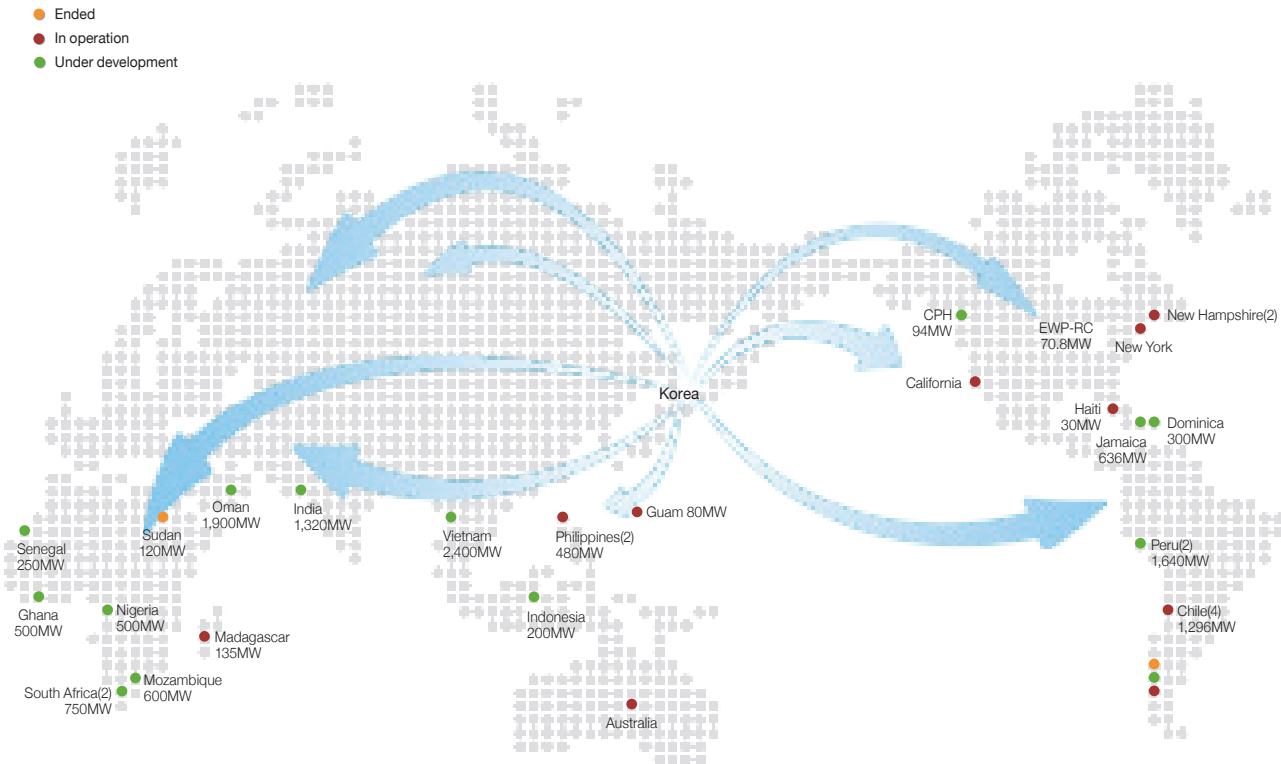 Ended
In operation
Under development
CPH
94MW
EWP-RC
70.8MW
New Hampshire(2)
New York
California
Korea
Haiti
30MW
Jamaica
636MW
Dominica
300MW
Oman
1,900MW
India
1,320MW
Sudan
120MW
Senegal
250MW
Vietnam
2,400MW
Philippines(2)
480MW
Guam 80MW
Peru(2)
1,640MW
Ghana
500MW
Nigeria
500MW
Madagascar
135MW
Indonesia
200MW
Chile(4)
1,296MW
Mozambique
600MW
South Africa(2)
750MW
Australia